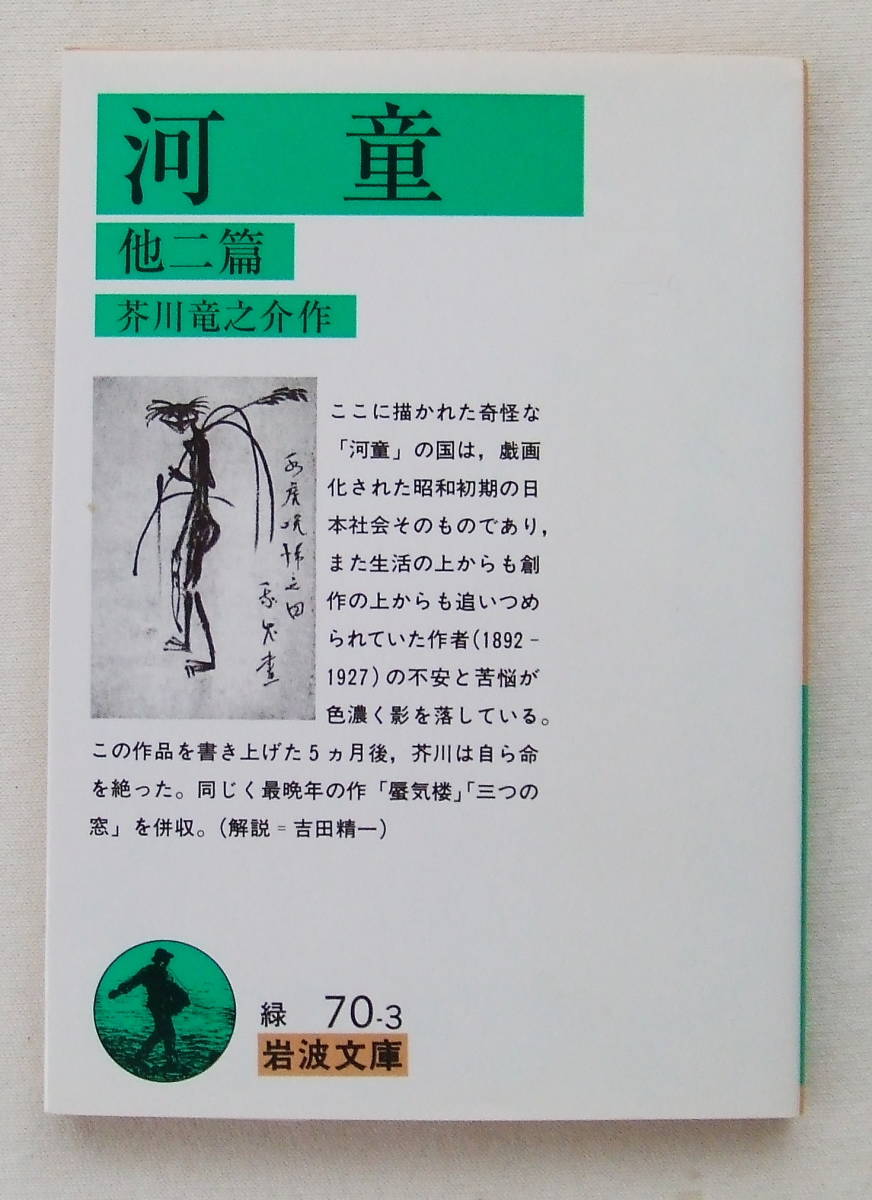 河童
他二篇
芥川竜之介作
ここに描かれた奇怪な
「河童」の国は，戯画
化された昭和初期の日
本社会そのものであり，
また生活の上からも創
作の上からも追いつめ
られていた作者(1892-
1927)の不安と苦悩が
色濃く影を落している。
この作品を書き上げた5ヵ月後，芥川は自ら命
を絶った。同じく最晩年の作「蜃気楼」「三つの
窓」を併収。(解説=吉田精一)
緑 70-3
岩波文庫